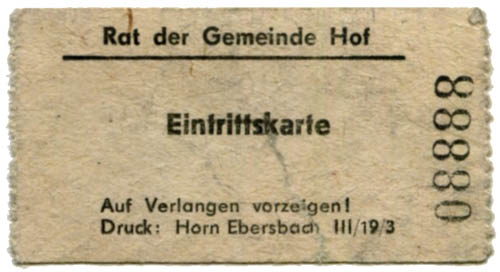 Rat der Gemeinde Hof
Eintrittskarte
Auf Verlangen vorzeigen!
Druck: Horn Ebersbach III/19/3
08888